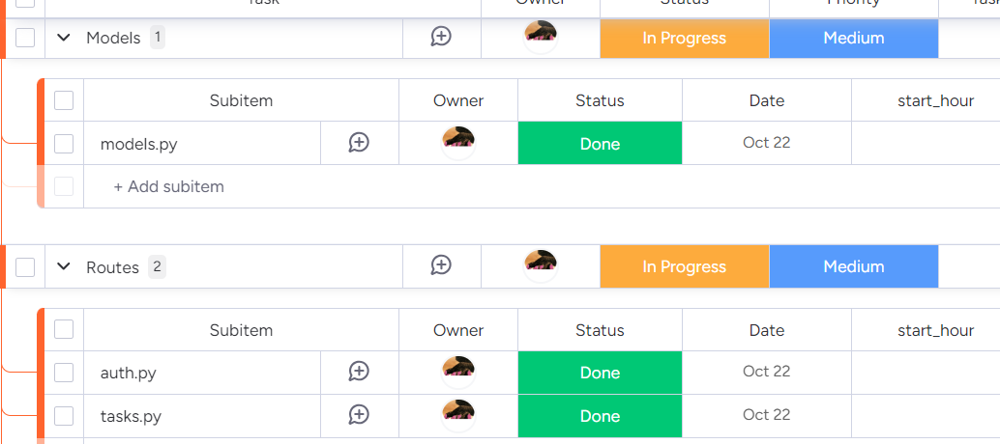 Task Owner Status Priority
Models 1 In Progress Medium
Subitem Owner Status Date start_hour
models.py Done Oct 22
+ Add subitem
Routes 2 In Progress Medium
Subitem Owner Status Date start_hour
auth.py Done Oct 22
tasks.py Done Oct 22